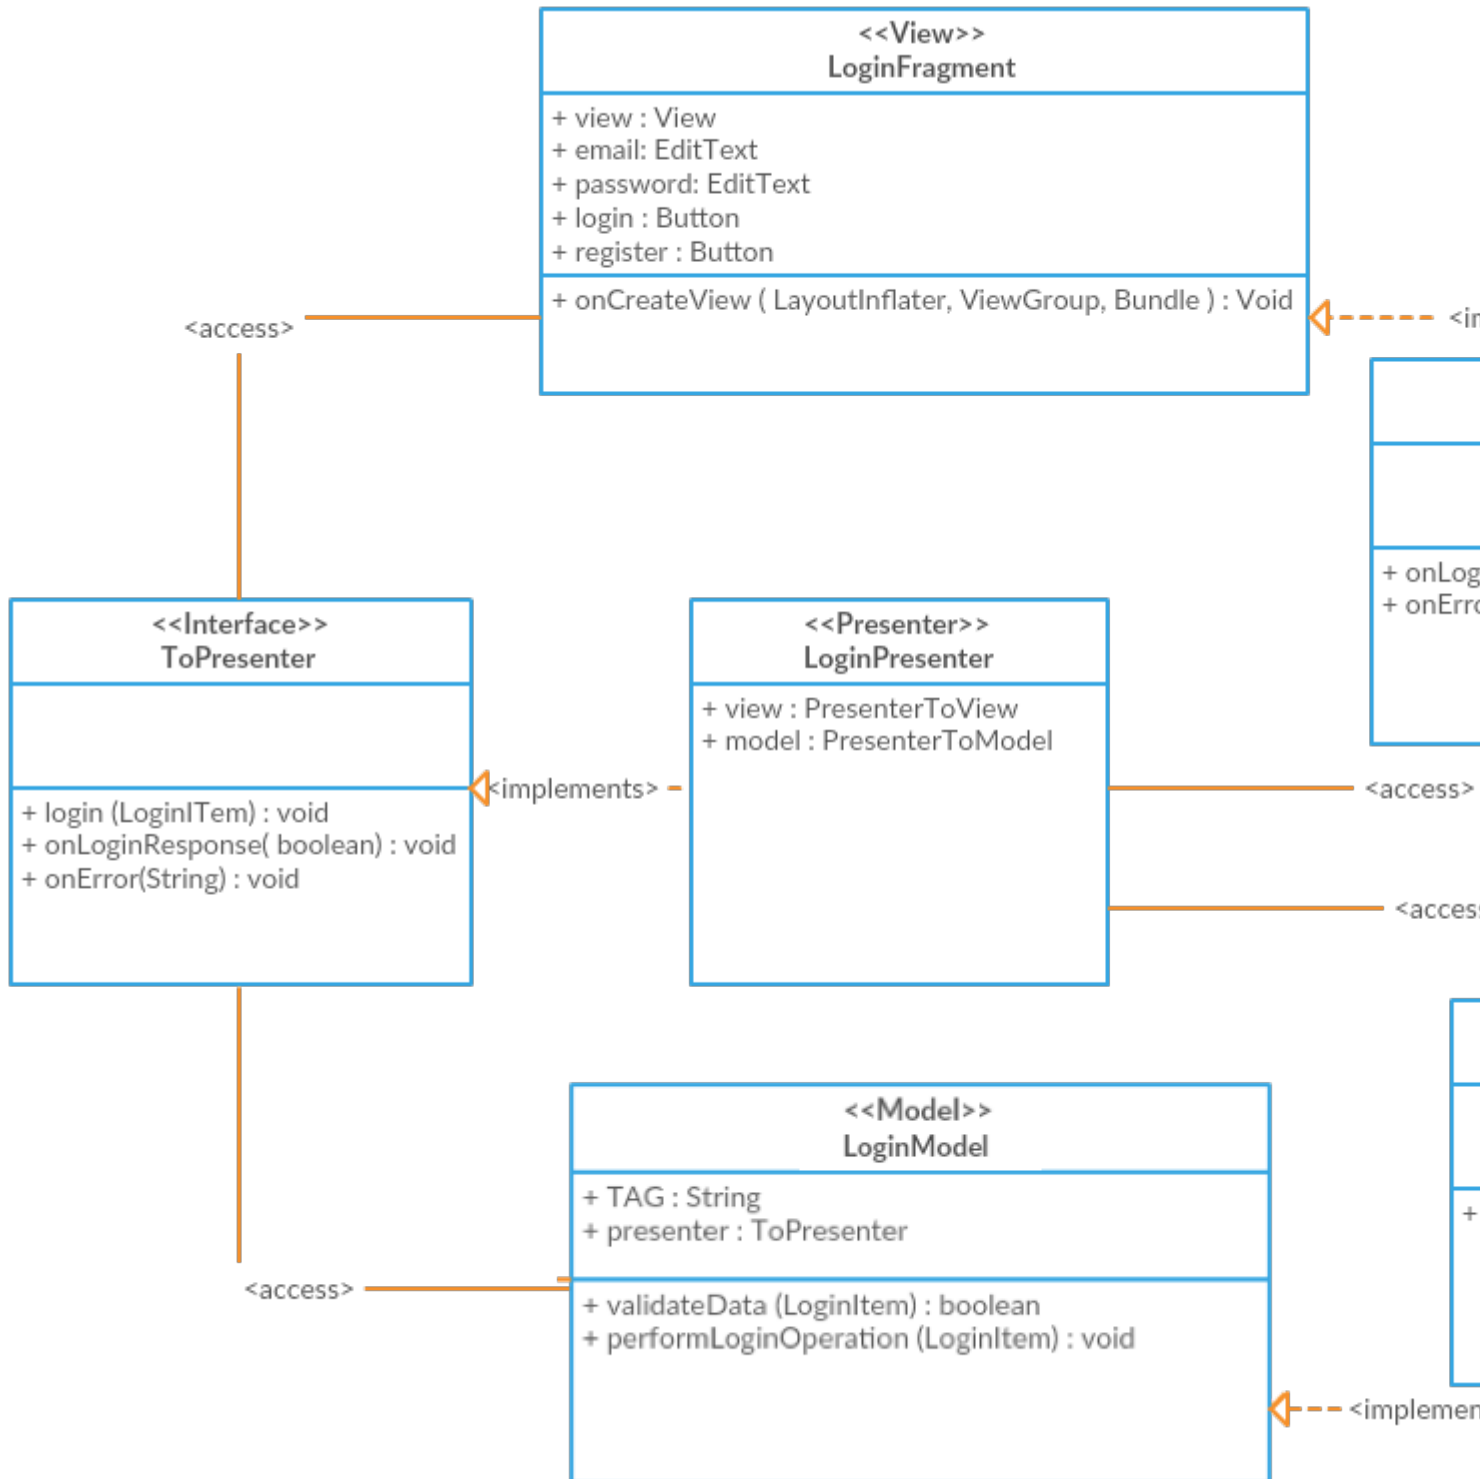 <<View>>
LoginFragment
+ view : View
+ email: EditText
+ password: EditText
+ login : Button
+ register : Button
+ onCreateView ( LayoutInflater, ViewGroup, Bundle ) : Void
<access>
<<Interface>>
ToPresenter
+ login (LoginITem) : void
+ onLoginResponse( boolean) : void
+ onError(String) : void
<implements>
<<Presenter>>
LoginPresenter
+ view : PresenterToView
+ model : PresenterToModel
<access>
<<Model>>
LoginModel
+ TAG : String
+ presenter : ToPresenter
+ validateData (LoginItem) : boolean
+ performLoginOperation (LoginItem) : void
<access>
+